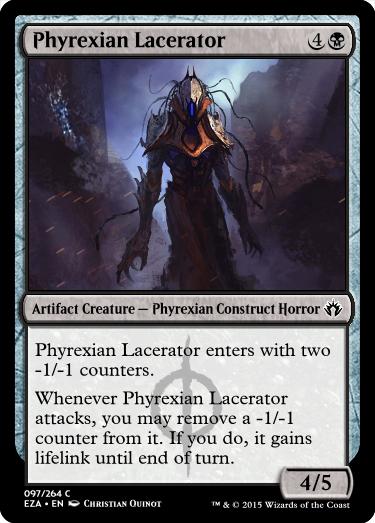 Phyrexian Lacerator 4
Artifact Creature — Phyrexian Construct Horror
Phyrexian Lacerator enters with two
-1/-1 counters.
Whenever Phyrexian Lacerator
attacks, you may remove a -1/-1
counter from it. If you do, it gains
lifelink until end of turn.
4/5
097/264 C
EZA • EN Christian Quinot
™ & © 2015 Wizards of the Coast